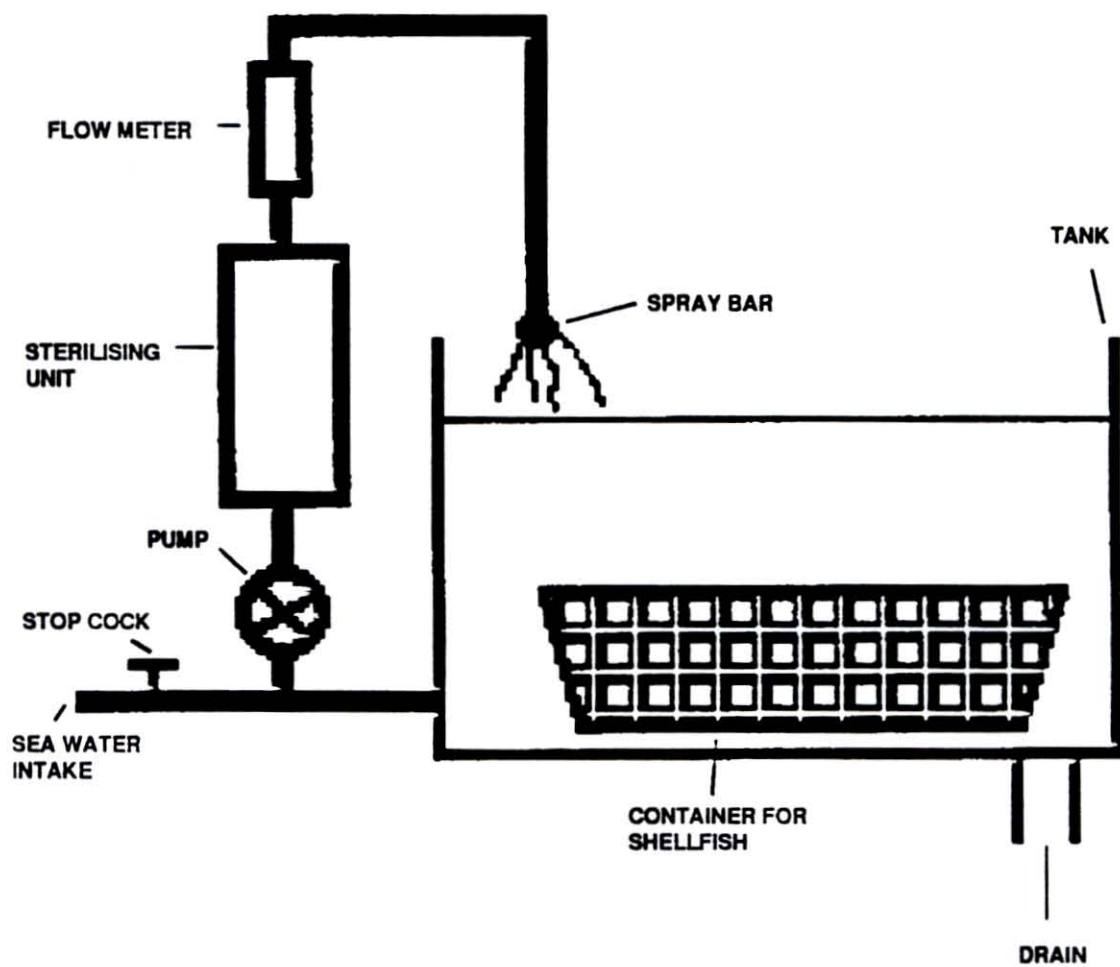 FLOW METER
TANK
SPRAY BAR
STERILISING
UNIT
PUMP
STOP COCK
SEA WATER
INTAKE
CONTAINER FOR
SHELLFISH
DRAIN